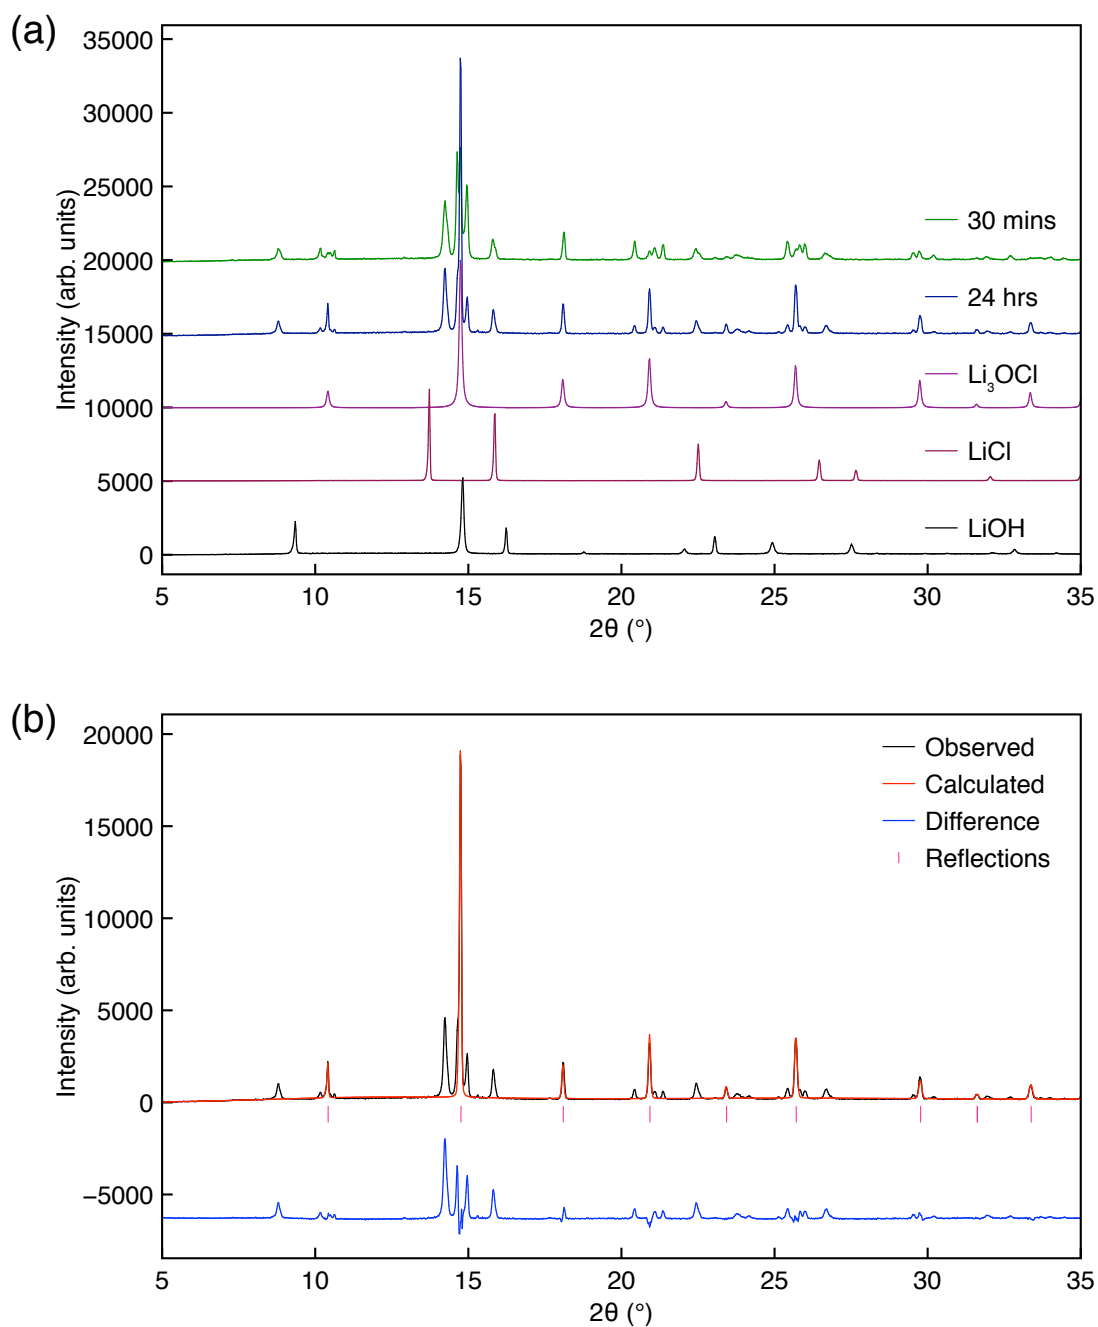 (a)
35000
30000
25000
20000
15000
10000
5000
0
Intensity (arb. units)
30 mins
24 hrs
Li₃OCl
LiCl
LiOH
5 10 15 20 25 30 35
2θ (°)
(b)
20000
15000
10000
5000
0
−5000
Intensity (arb. units)
Observed
Calculated
Difference
Reflections
5 10 15 20 25 30 35
2θ (°)